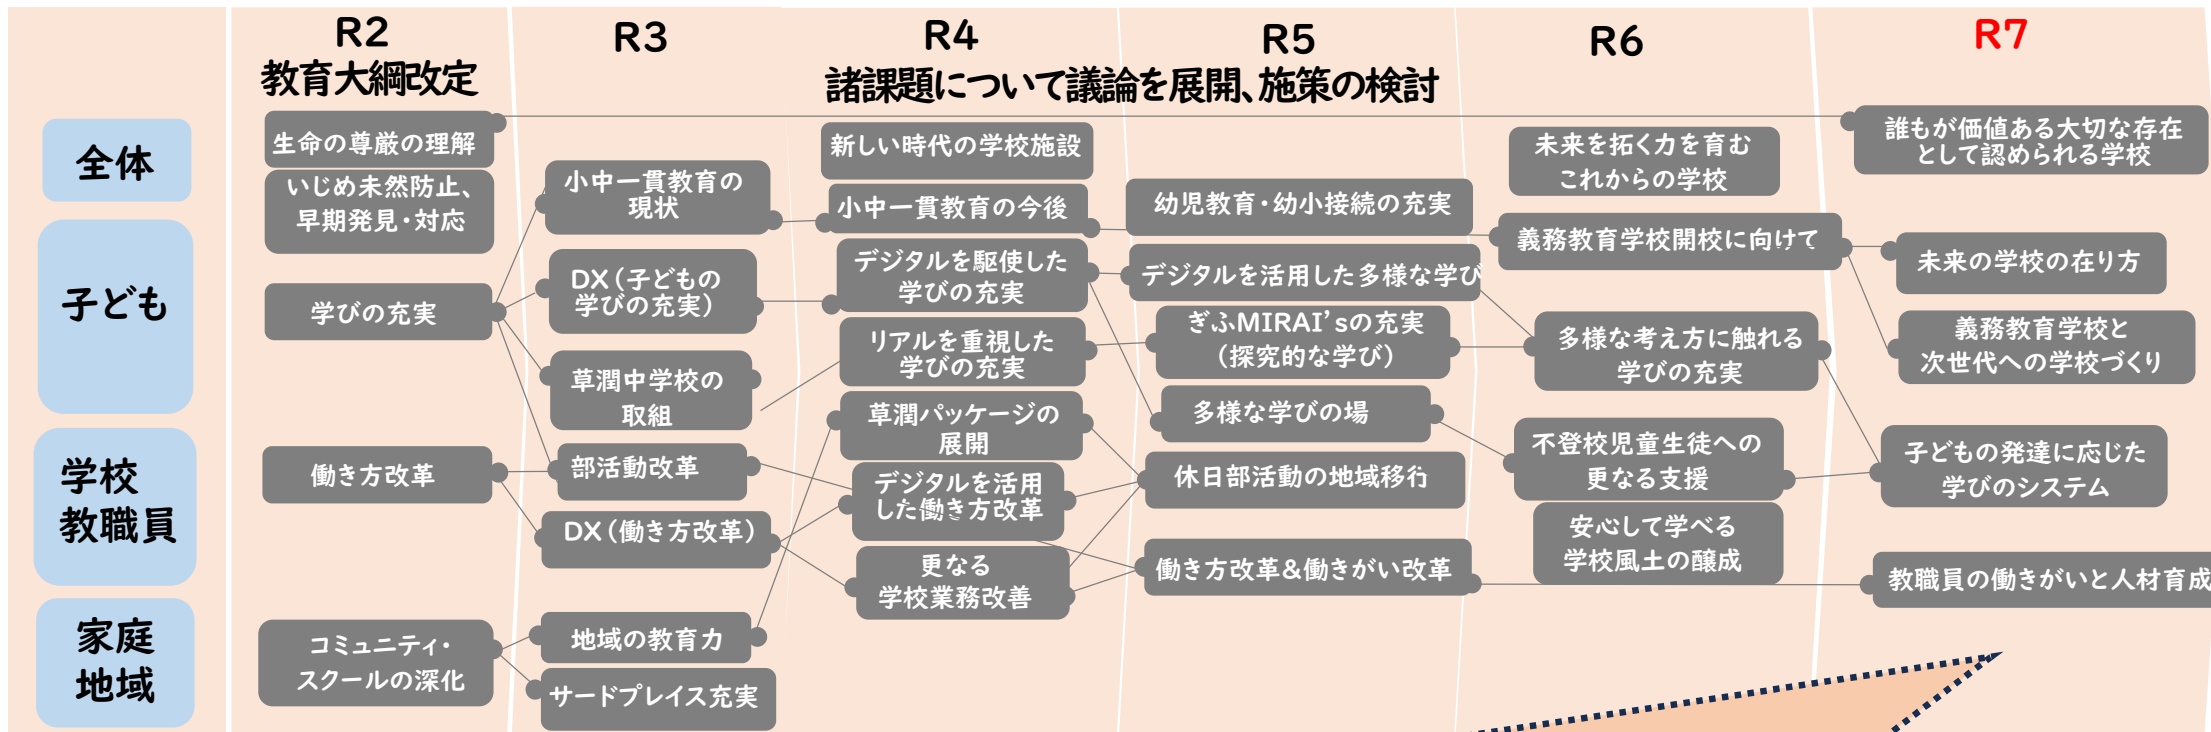 R2
教育大綱改定
R3
R4
R5
R6
R7
諸課題について議論を展開、施策の検討
全体
子ども
学校
教職員
家庭
地域
生命の尊厳の理解
いじめ未然防止、
早期発見・対応
学びの充実
働き方改革
コミュニティ・
スクールの深化
小中一貫教育の
現状
DX（子どもの
学びの充実）
草潤中学校の
取組
部活動改革
DX（働き方改革）
地域の教育力
サードプレイス充実
新しい時代の学校施設
小中一貫教育の今後
デジタルを駆使した
学びの充実
リアルを重視した
学びの充実
草潤パッケージの
展開
デジタルを活用
した働き方改革
更なる
学校業務改善
幼児教育・幼小接続の充実
デジタルを活用した多様な学び
ぎふMIRAI'sの充実
（探究的な学び）
多様な学びの場
休日部活動の地域移行
働き方改革&働きがい改革
未来を拓く力を育む
これからの学校
義務教育学校開校に向けて
多様な考え方に触れる
学びの充実
不登校児童生徒への
更なる支援
安心して学べる
学校風土の醸成
誰もが価値ある大切な存在
として認められる学校
未来の学校の在り方
義務教育学校と
次世代への学校づくり
子どもの発達に応じた
学びのシステム
教職員の働きがいと人材育成